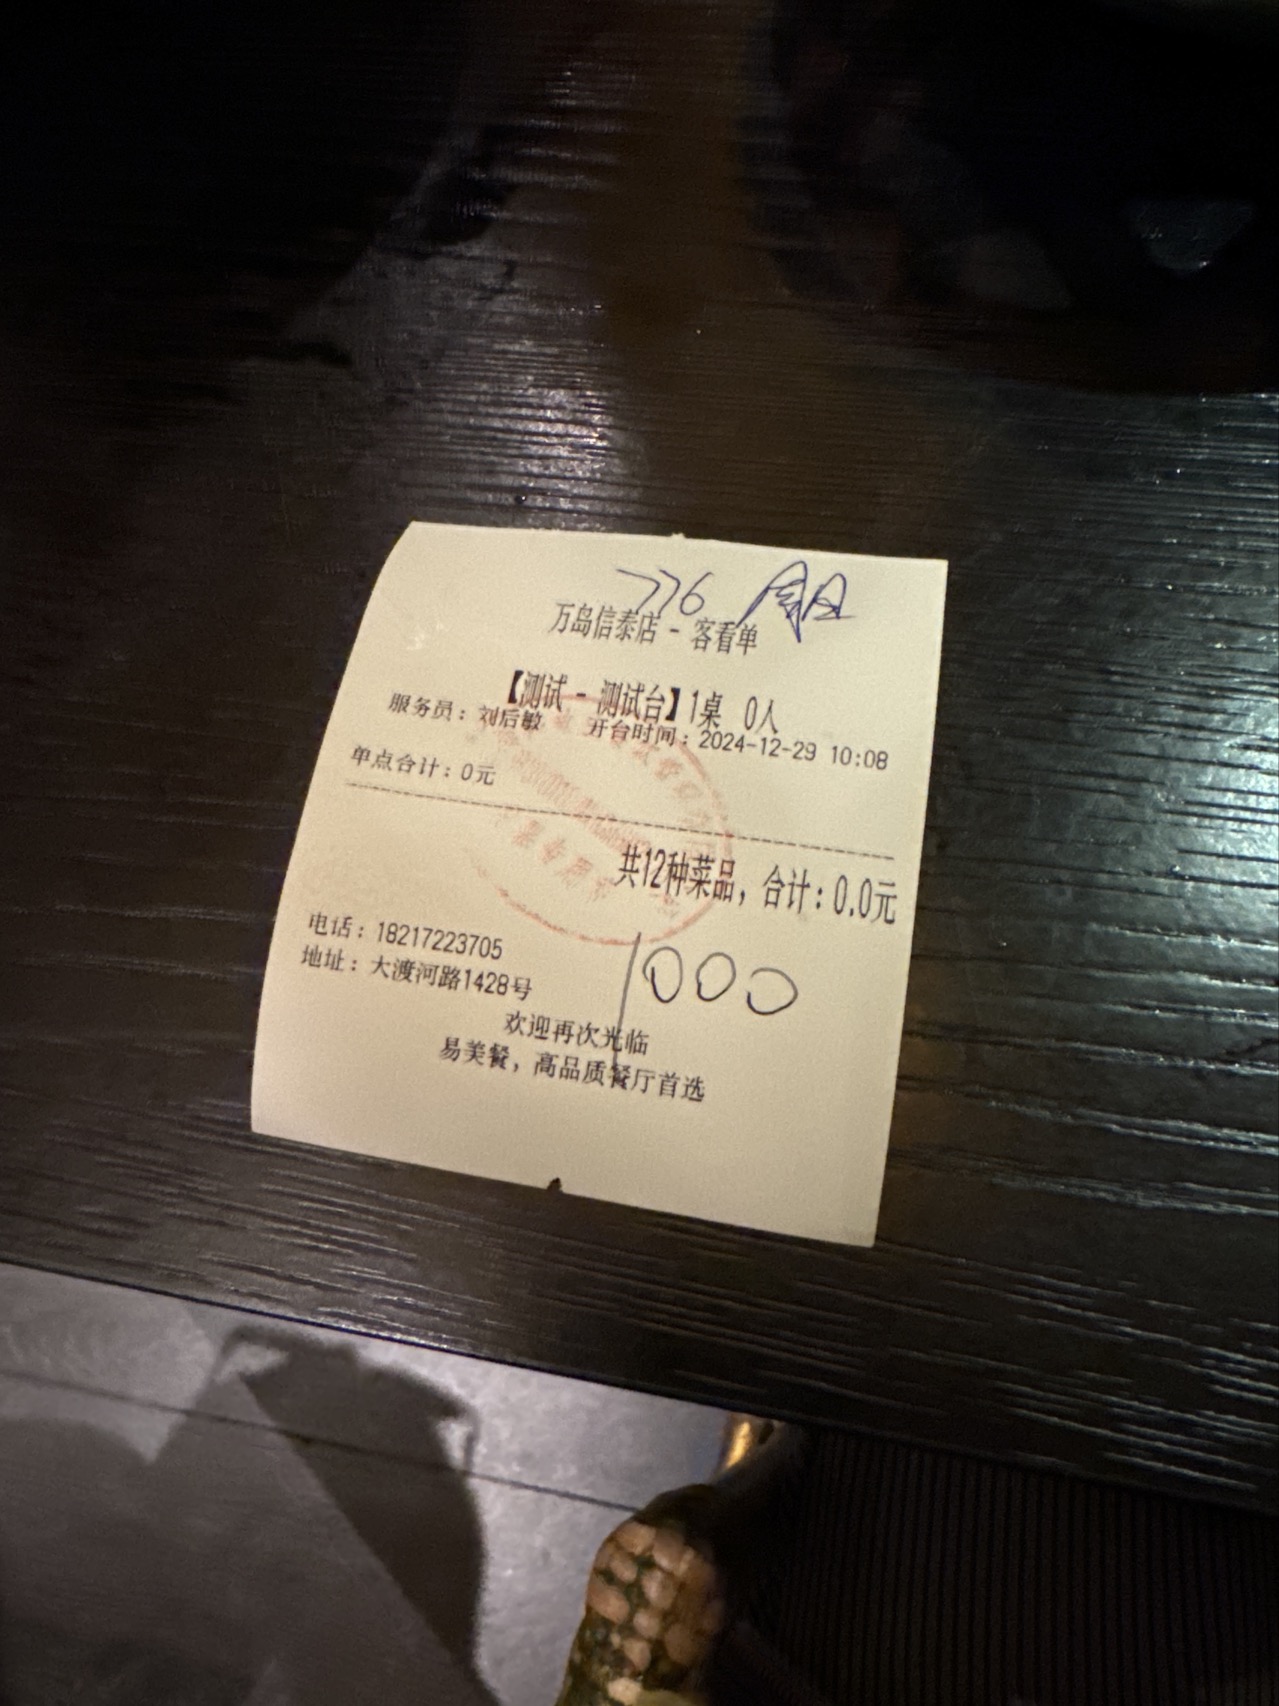 776
万岛信泰店 - 客看单
【测试 - 测试台】1桌 0人
服务员：刘后敏 开台时间：2024-12-29 10:08
单点合计：0元
共12种菜品，合计：0.0元
1000
电话：18217223705
地址：大渡河路1428号
欢迎再次光临
易美餐，高品质餐厅首选